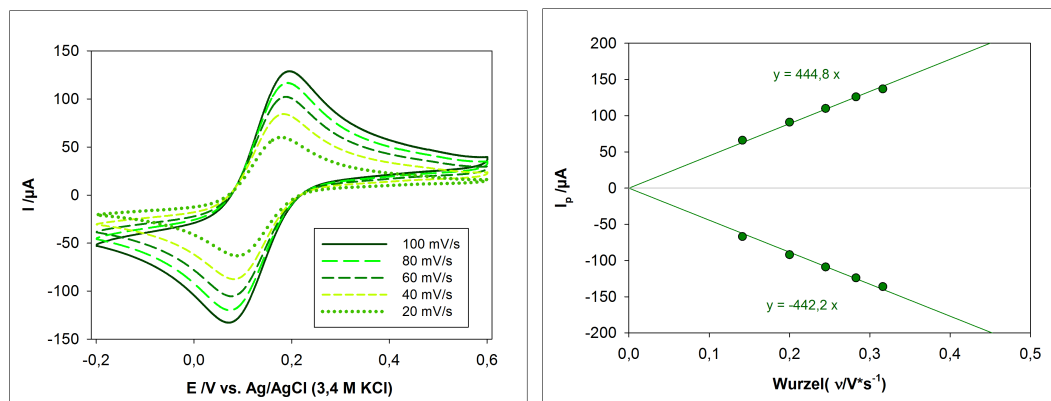 150
100
50
0
-50
-100
-150
I /µA
-0,2
0,0
0,2
0,4
0,6
E /V vs. Ag/AgCl (3,4 M KCl)
100 mV/s
80 mV/s
60 mV/s
40 mV/s
20 mV/s
200
150
100
50
0
-50
-100
-150
-200
Iₚ/µA
y = 444,8 x
y = -442,2 x
0,0
0,1
0,2
0,3
0,4
0,5
Wurzel( ν/V*s⁻¹)